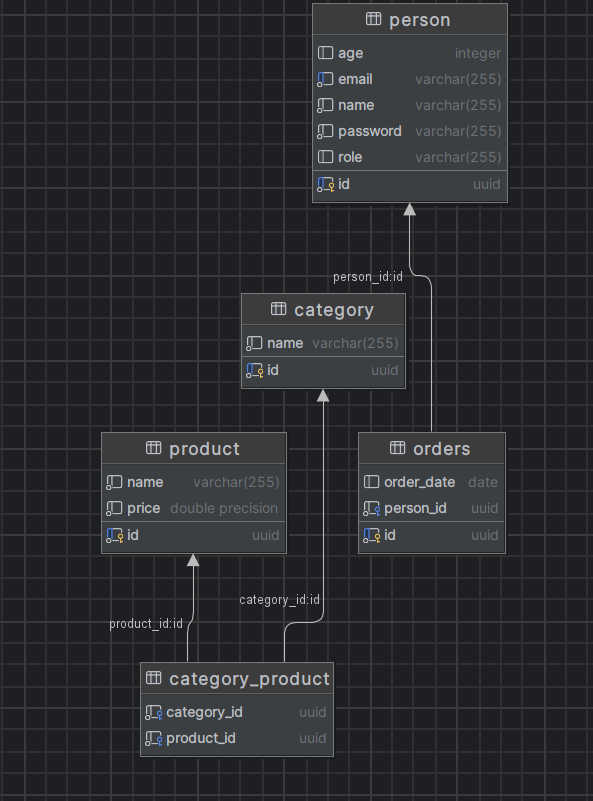 person
age integer
email varchar(255)
name varchar(255)
password varchar(255)
role varchar(255)
id uuid
person_id:id
category
name varchar(255)
id uuid
product
name varchar(255)
price double precision
id uuid
orders
order_date date
person_id uuid
id uuid
category_id:id
product_id:id
category_product
category_id uuid
product_id uuid